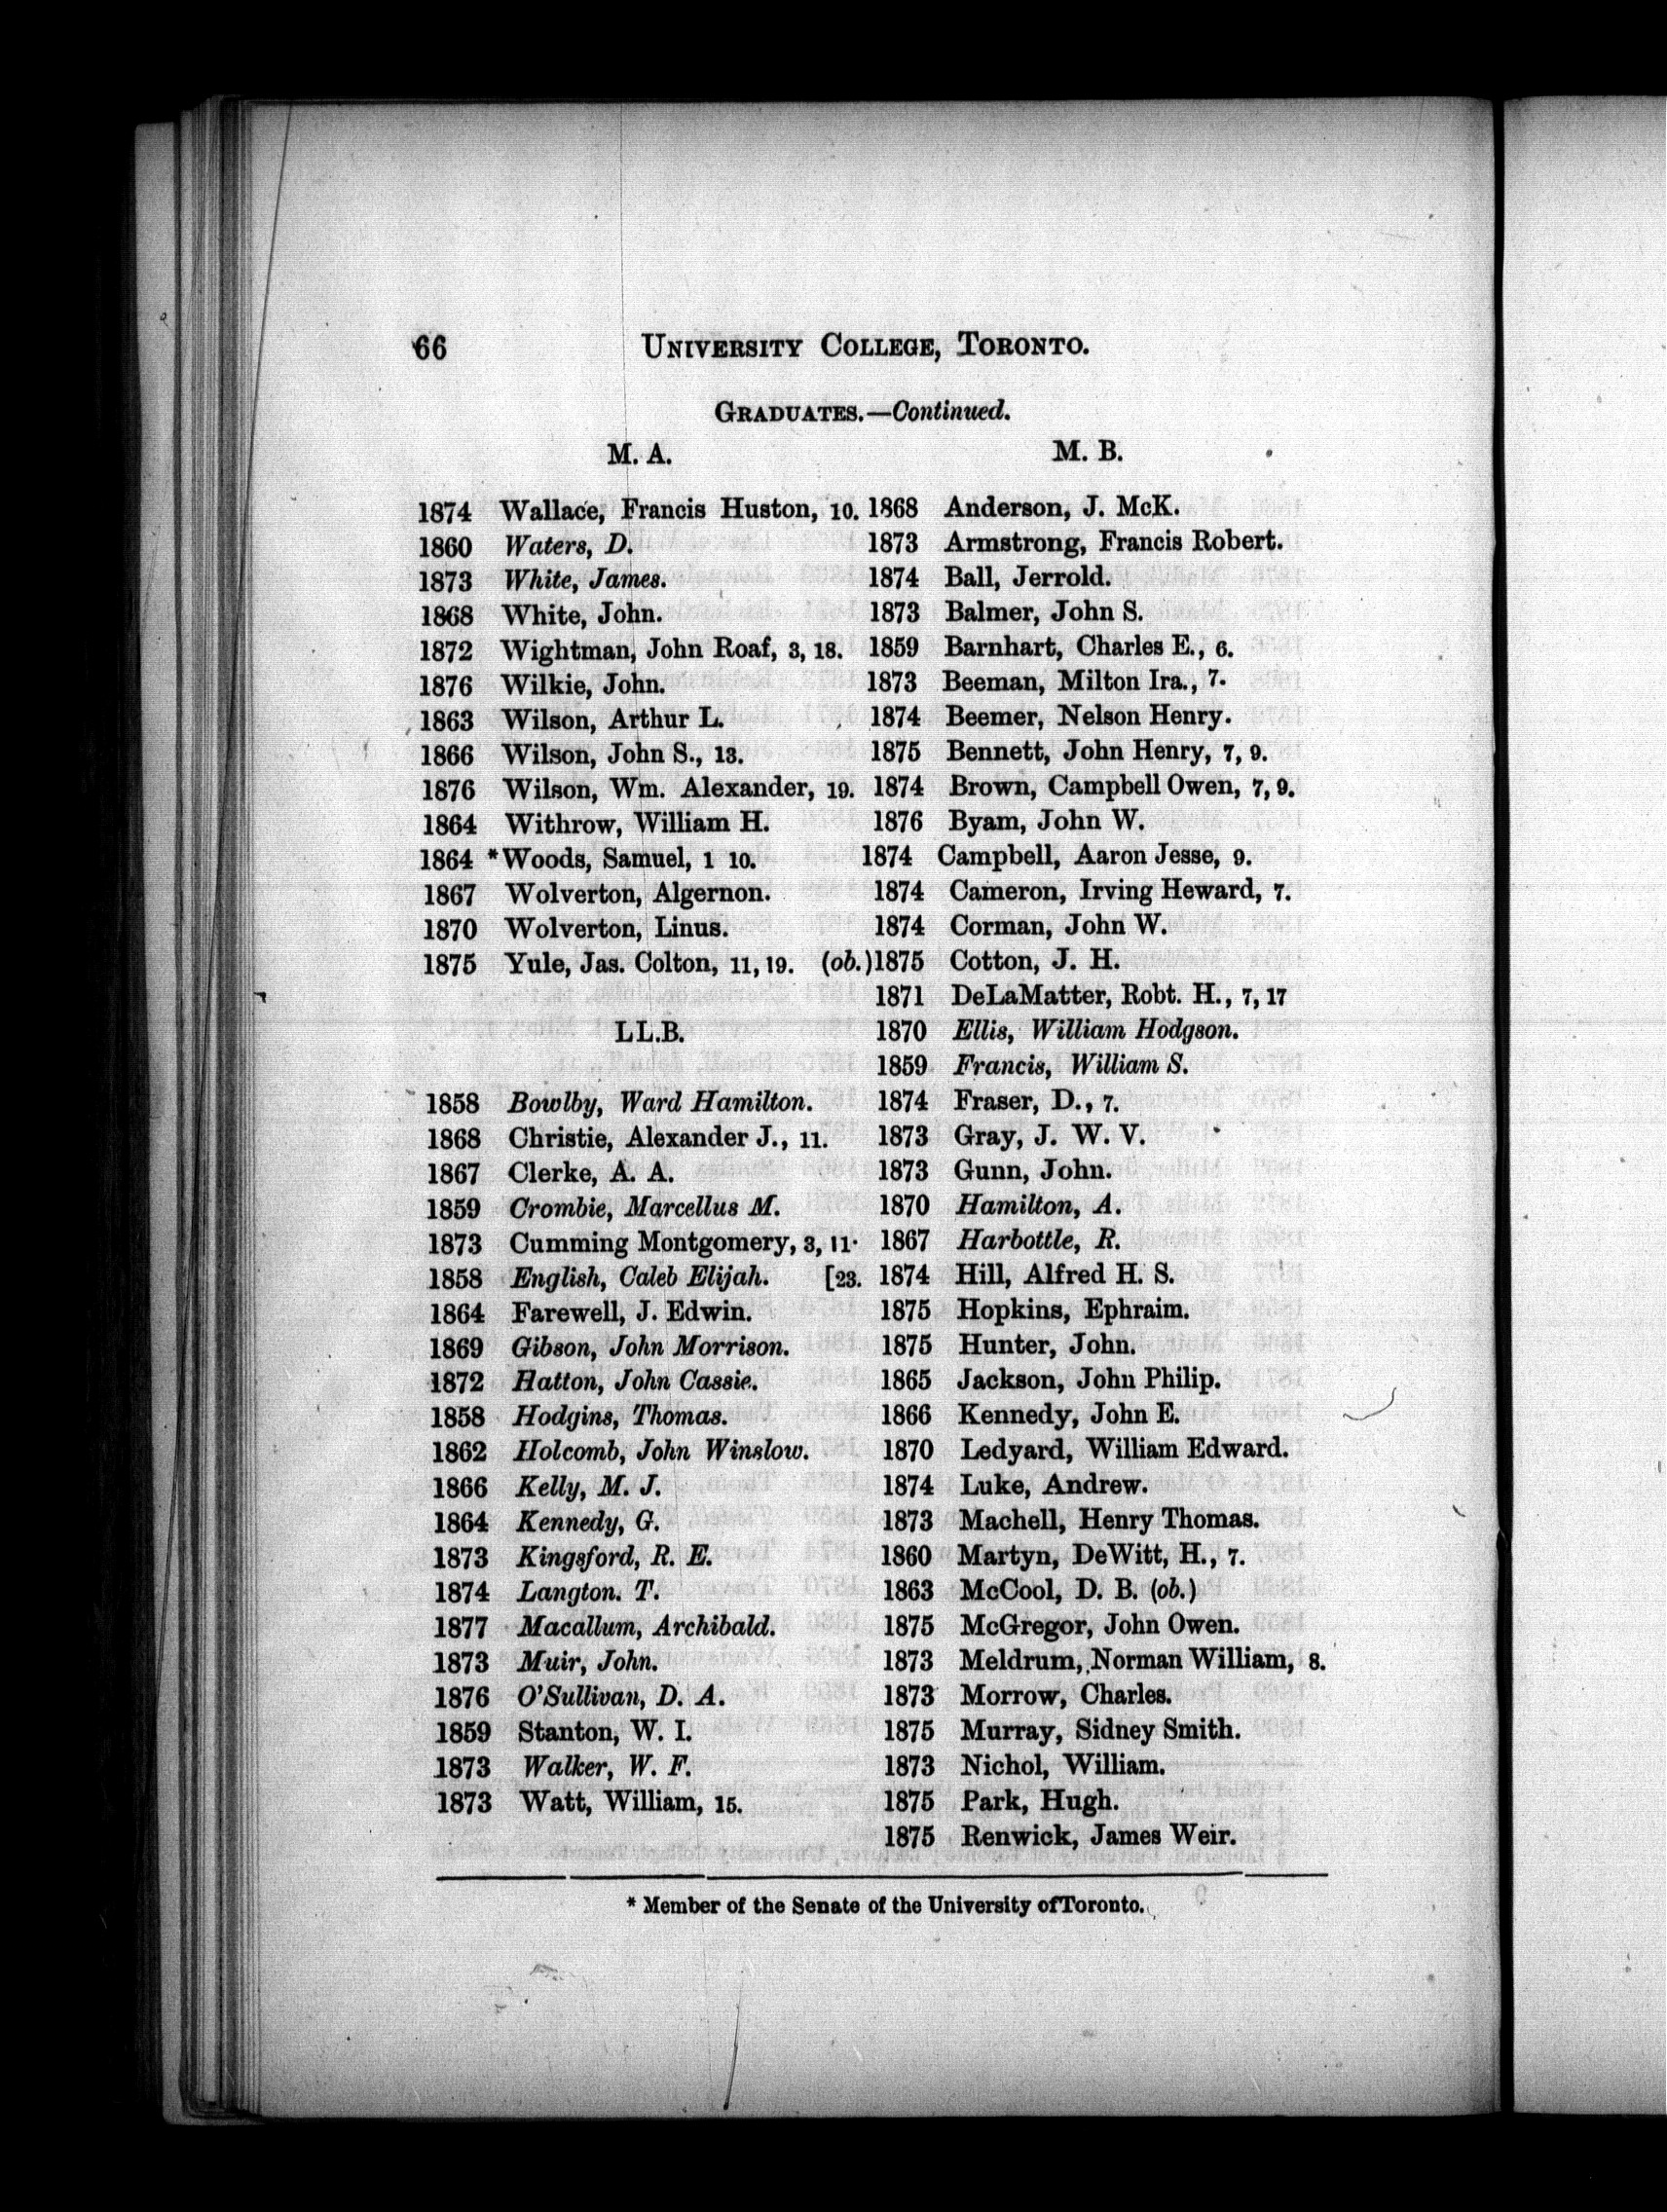 66 UNIVERSITY COLLEGE, TORONTO.
GRADUATES.—Continued.
M. A.
1874 Wallace, Francis Huston, 10.
1860 Waters, D.
1873 White, James.
1868 White, John.
1872 Wightman, John Roaf, 3, 18.
1876 Wilkie, John.
1863 Wilson, Arthur L.
1866 Wilson, John S., 13.
1876 Wilson, Wm. Alexander, 19.
1864 Withrow, William H.
1864 *Woods, Samuel, 1 10.
1867 Wolverton, Algernon.
1870 Wolverton, Linus.
1875 Yule, Jas. Colton, 11, 19. (ob.)
LL.B.
1858 Bowlby, Ward Hamilton.
1868 Christie, Alexander J., 11.
1867 Clerke, A. A.
1859 Crombie, Marcellus M.
1873 Cumming Montgomery, 3, 11·
1858 English, Caleb Elijah. [23.
1864 Farewell, J. Edwin.
1869 Gibson, John Morrison.
1872 Hatton, John Cassie.
1858 Hodgins, Thomas.
1862 Holcomb, John Winslow.
1866 Kelly, M. J.
1864 Kennedy, G.
1873 Kingsford, R. E.
1874 Langton. T.
1877 Macallum, Archibald.
1873 Muir, John.
1876 O'Sullivan, D. A.
1859 Stanton, W. I.
1873 Walker, W. F.
1873 Watt, William, 15.
M. B.
1868 Anderson, J. McK.
1873 Armstrong, Francis Robert.
1874 Ball, Jerrold.
1873 Balmer, John S.
1859 Barnhart, Charles E., 6.
1873 Beeman, Milton Ira., 7.
1874 Beemer, Nelson Henry.
1875 Bennett, John Henry, 7, 9.
1874 Brown, Campbell Owen, 7, 9.
1876 Byam, John W.
1874 Campbell, Aaron Jesse, 9.
1874 Cameron, Irving Heward, 7.
1874 Corman, John W.
1875 Cotton, J. H.
1871 DeLaMatter, Robt. H., 7, 17
1870 Ellis, William Hodgson.
1859 Francis, William S.
1874 Fraser, D., 7.
1873 Gray, J. W. V.
1873 Gunn, John.
1870 Hamilton, A.
1867 Harbottle, R.
1874 Hill, Alfred H. S.
1875 Hopkins, Ephraim.
1875 Hunter, John.
1865 Jackson, John Philip.
1866 Kennedy, John E.
1870 Ledyard, William Edward.
1874 Luke, Andrew.
1873 Machell, Henry Thomas.
1860 Martyn, DeWitt, H., 7.
1863 McCool, D. B. (ob.)
1875 McGregor, John Owen.
1873 Meldrum, Norman William, 8.
1873 Morrow, Charles.
1875 Murray, Sidney Smith.
1873 Nichol, William.
1875 Park, Hugh.
1875 Renwick, James Weir.
* Member of the Senate of the University ofToronto.